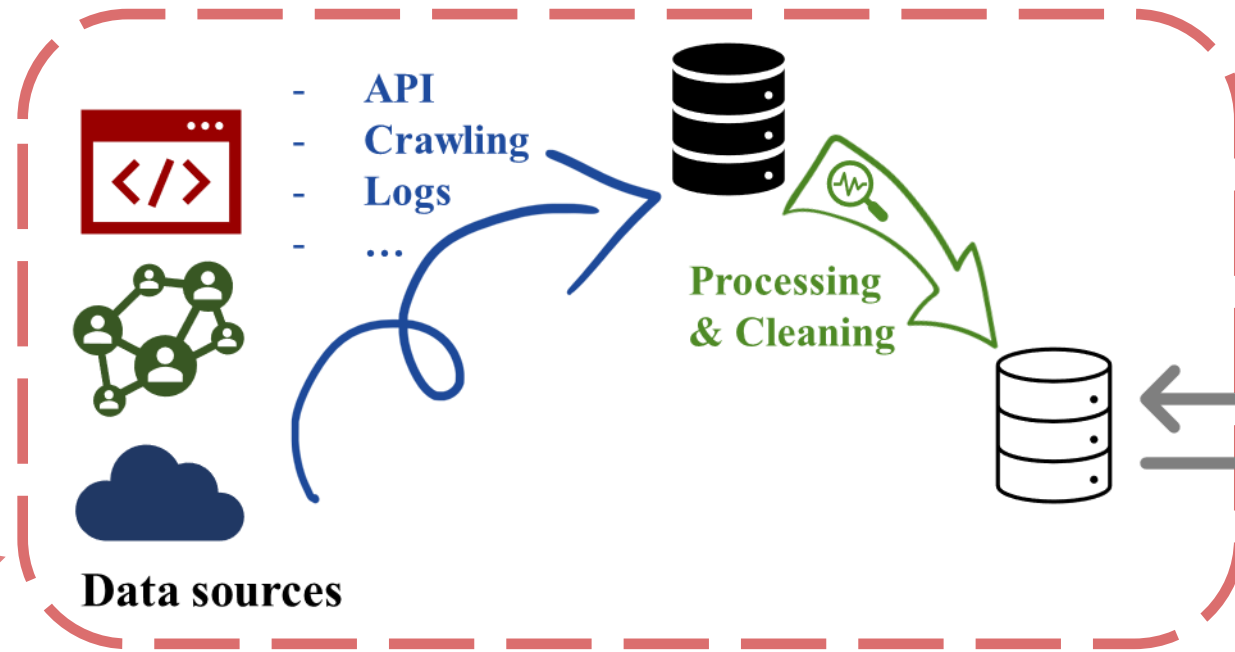 - API
- Crawling
- Logs
- ...
</>
Processing
& Cleaning
Data sources